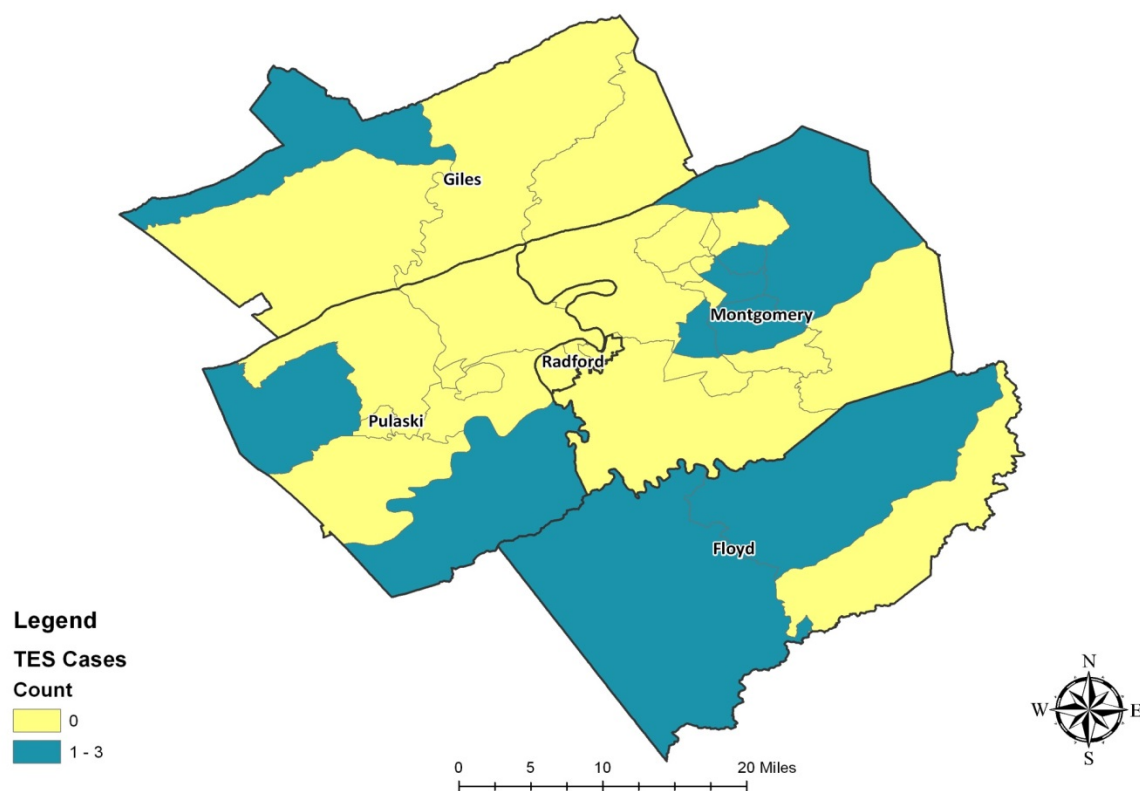 Giles
Montgomery
Radford
Pulaski
Floyd
Legend
TES Cases
Count
0
1 - 3
0 5 10 20 Miles
N
W E
S